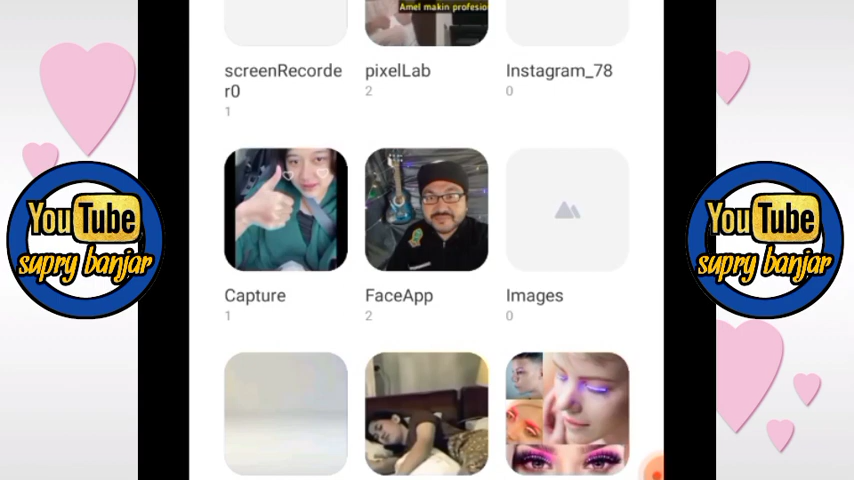 Amel makin profesio
screenRecorde
r0
1
pixelLab
2
Instagram_78
0
YouTube
supry banjar
YouTube
supry banjar
Capture
1
FaceApp
2
Images
0